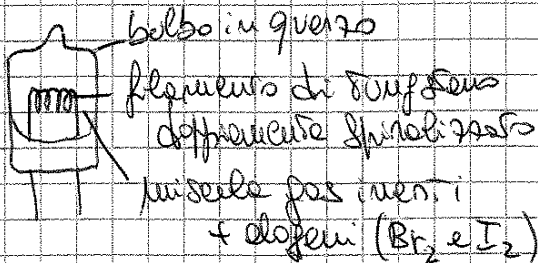 bulbo in quarzo
filamento di tungsteno
doppiamente spiralizzato
miscela gas inerti
+ alogeni (Br₂ e I₂)